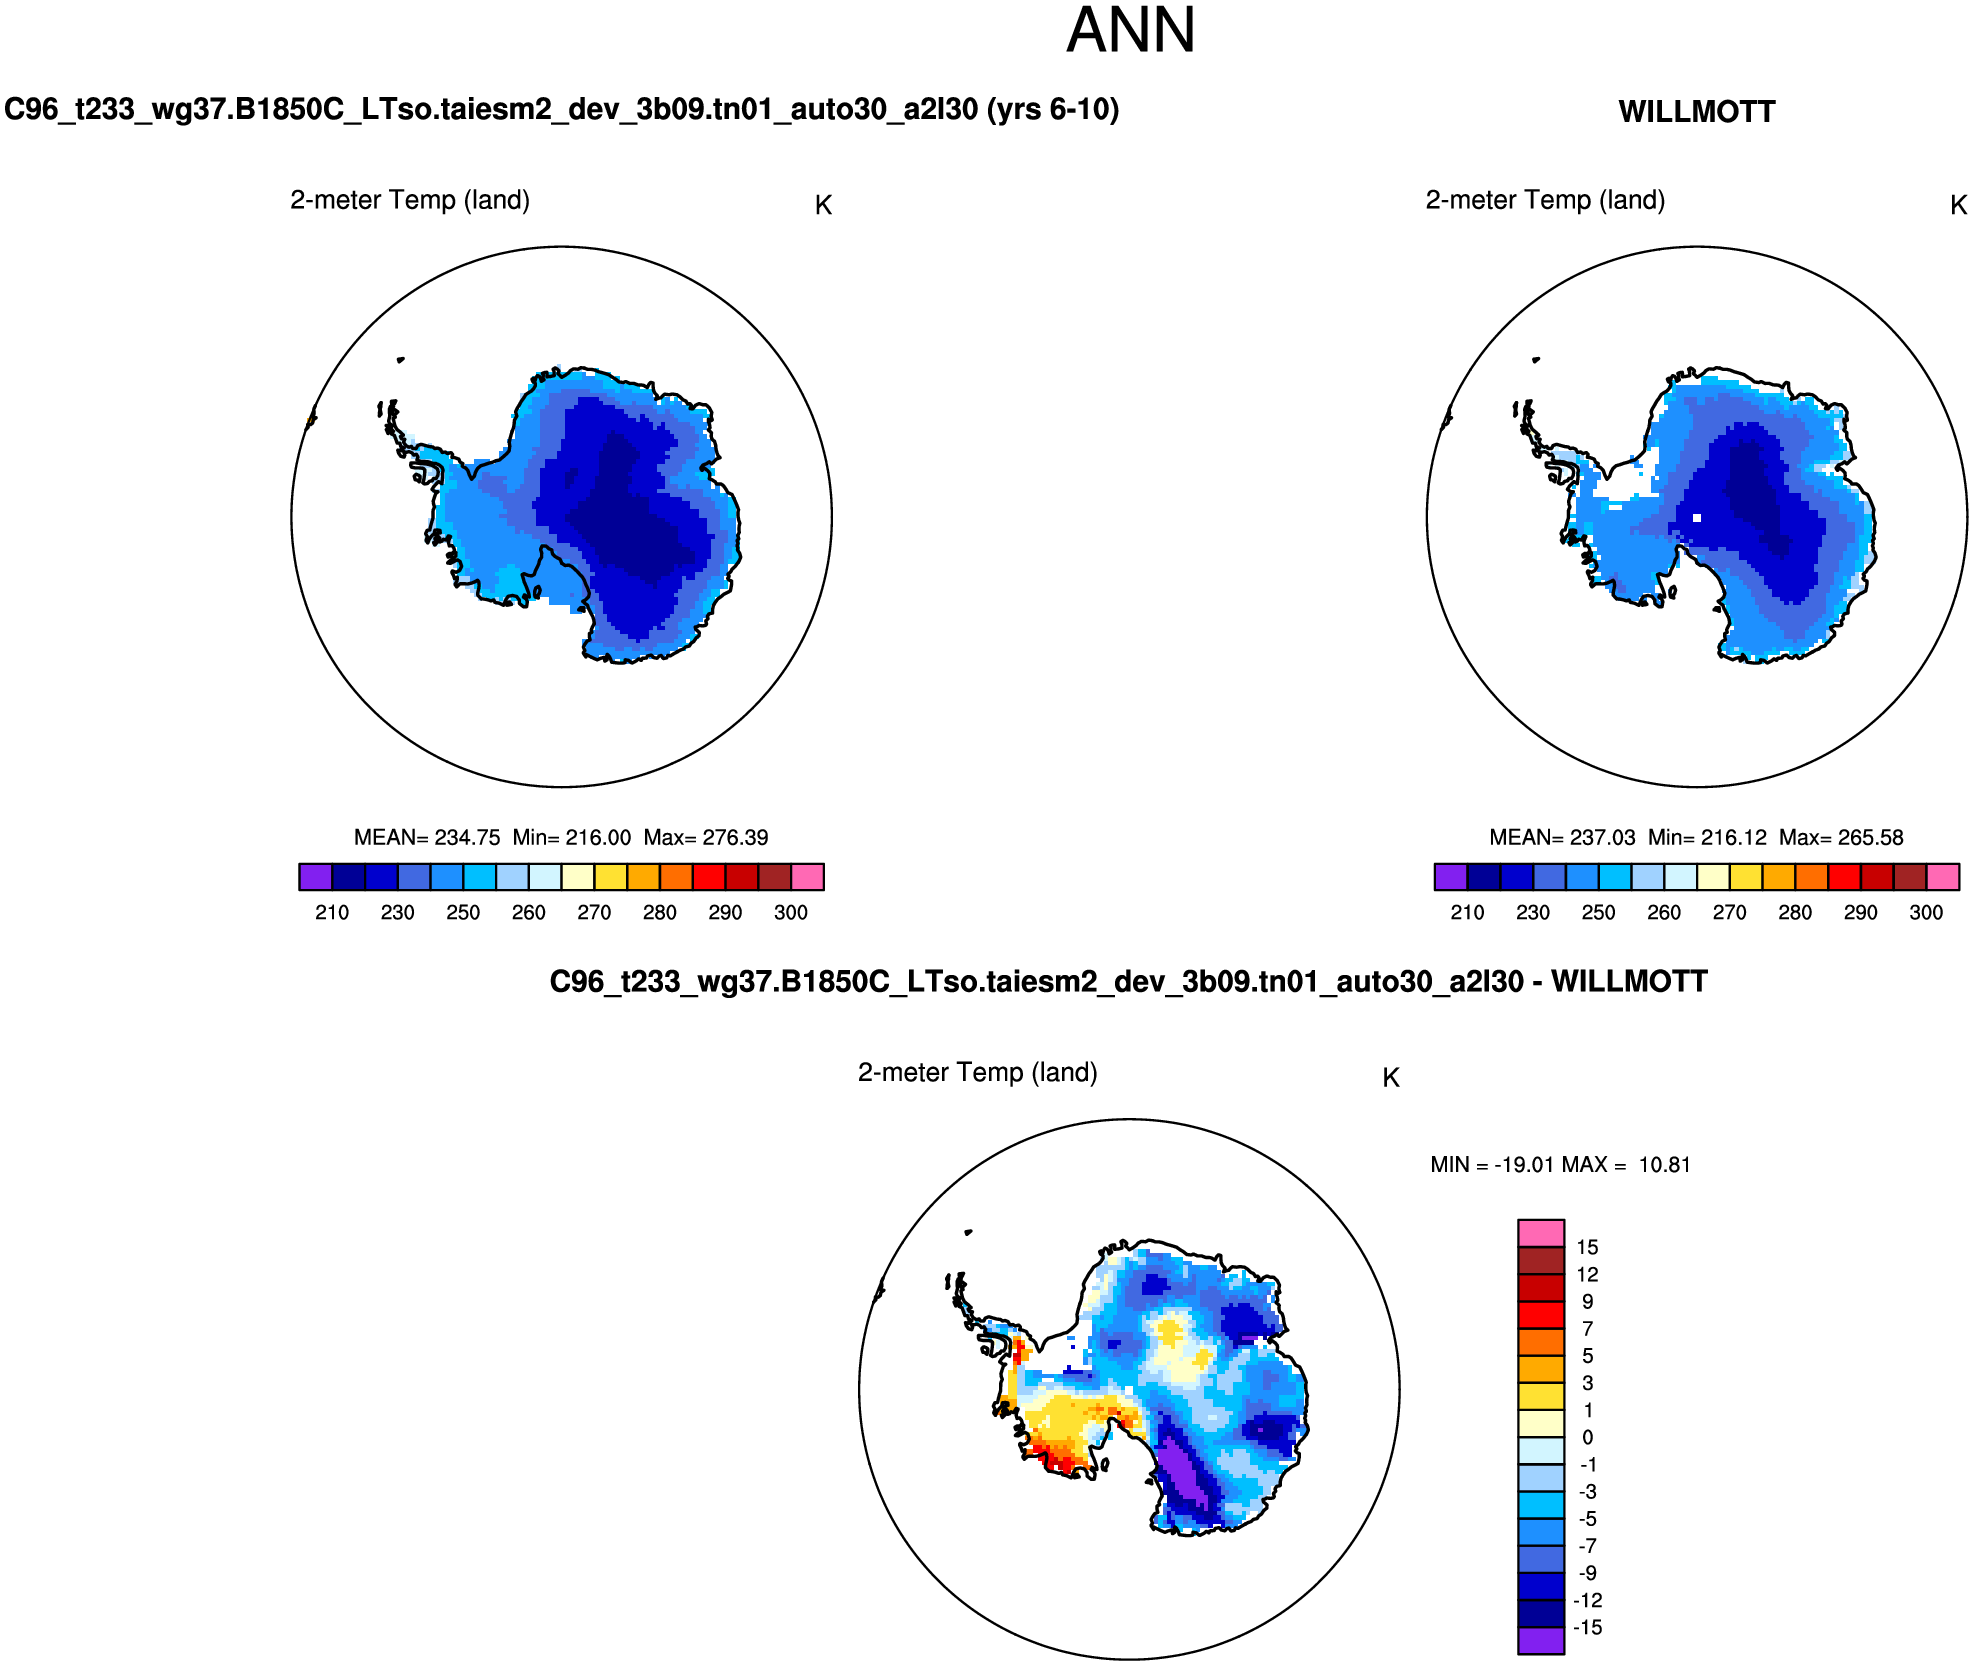 ANN
C96_t233_wg37.B1850C_LTso.taiesm2_dev_3b09.tn01_auto30_a2l30 (yrs 6-10)
WILLMOTT
2-meter Temp (land) K
2-meter Temp (land) K
MEAN= 234.75 Min= 216.00 Max= 276.39
210 230 250 260 270 280 290 300
MEAN= 237.03 Min= 216.12 Max= 265.58
210 230 250 260 270 280 290 300
C96_t233_wg37.B1850C_LTso.taiesm2_dev_3b09.tn01_auto30_a2l30 - WILLMOTT
2-meter Temp (land) K
MIN = -19.01 MAX = 10.81
15
12
9
7
5
3
1
0
-1
-3
-5
-7
-9
-12
-15